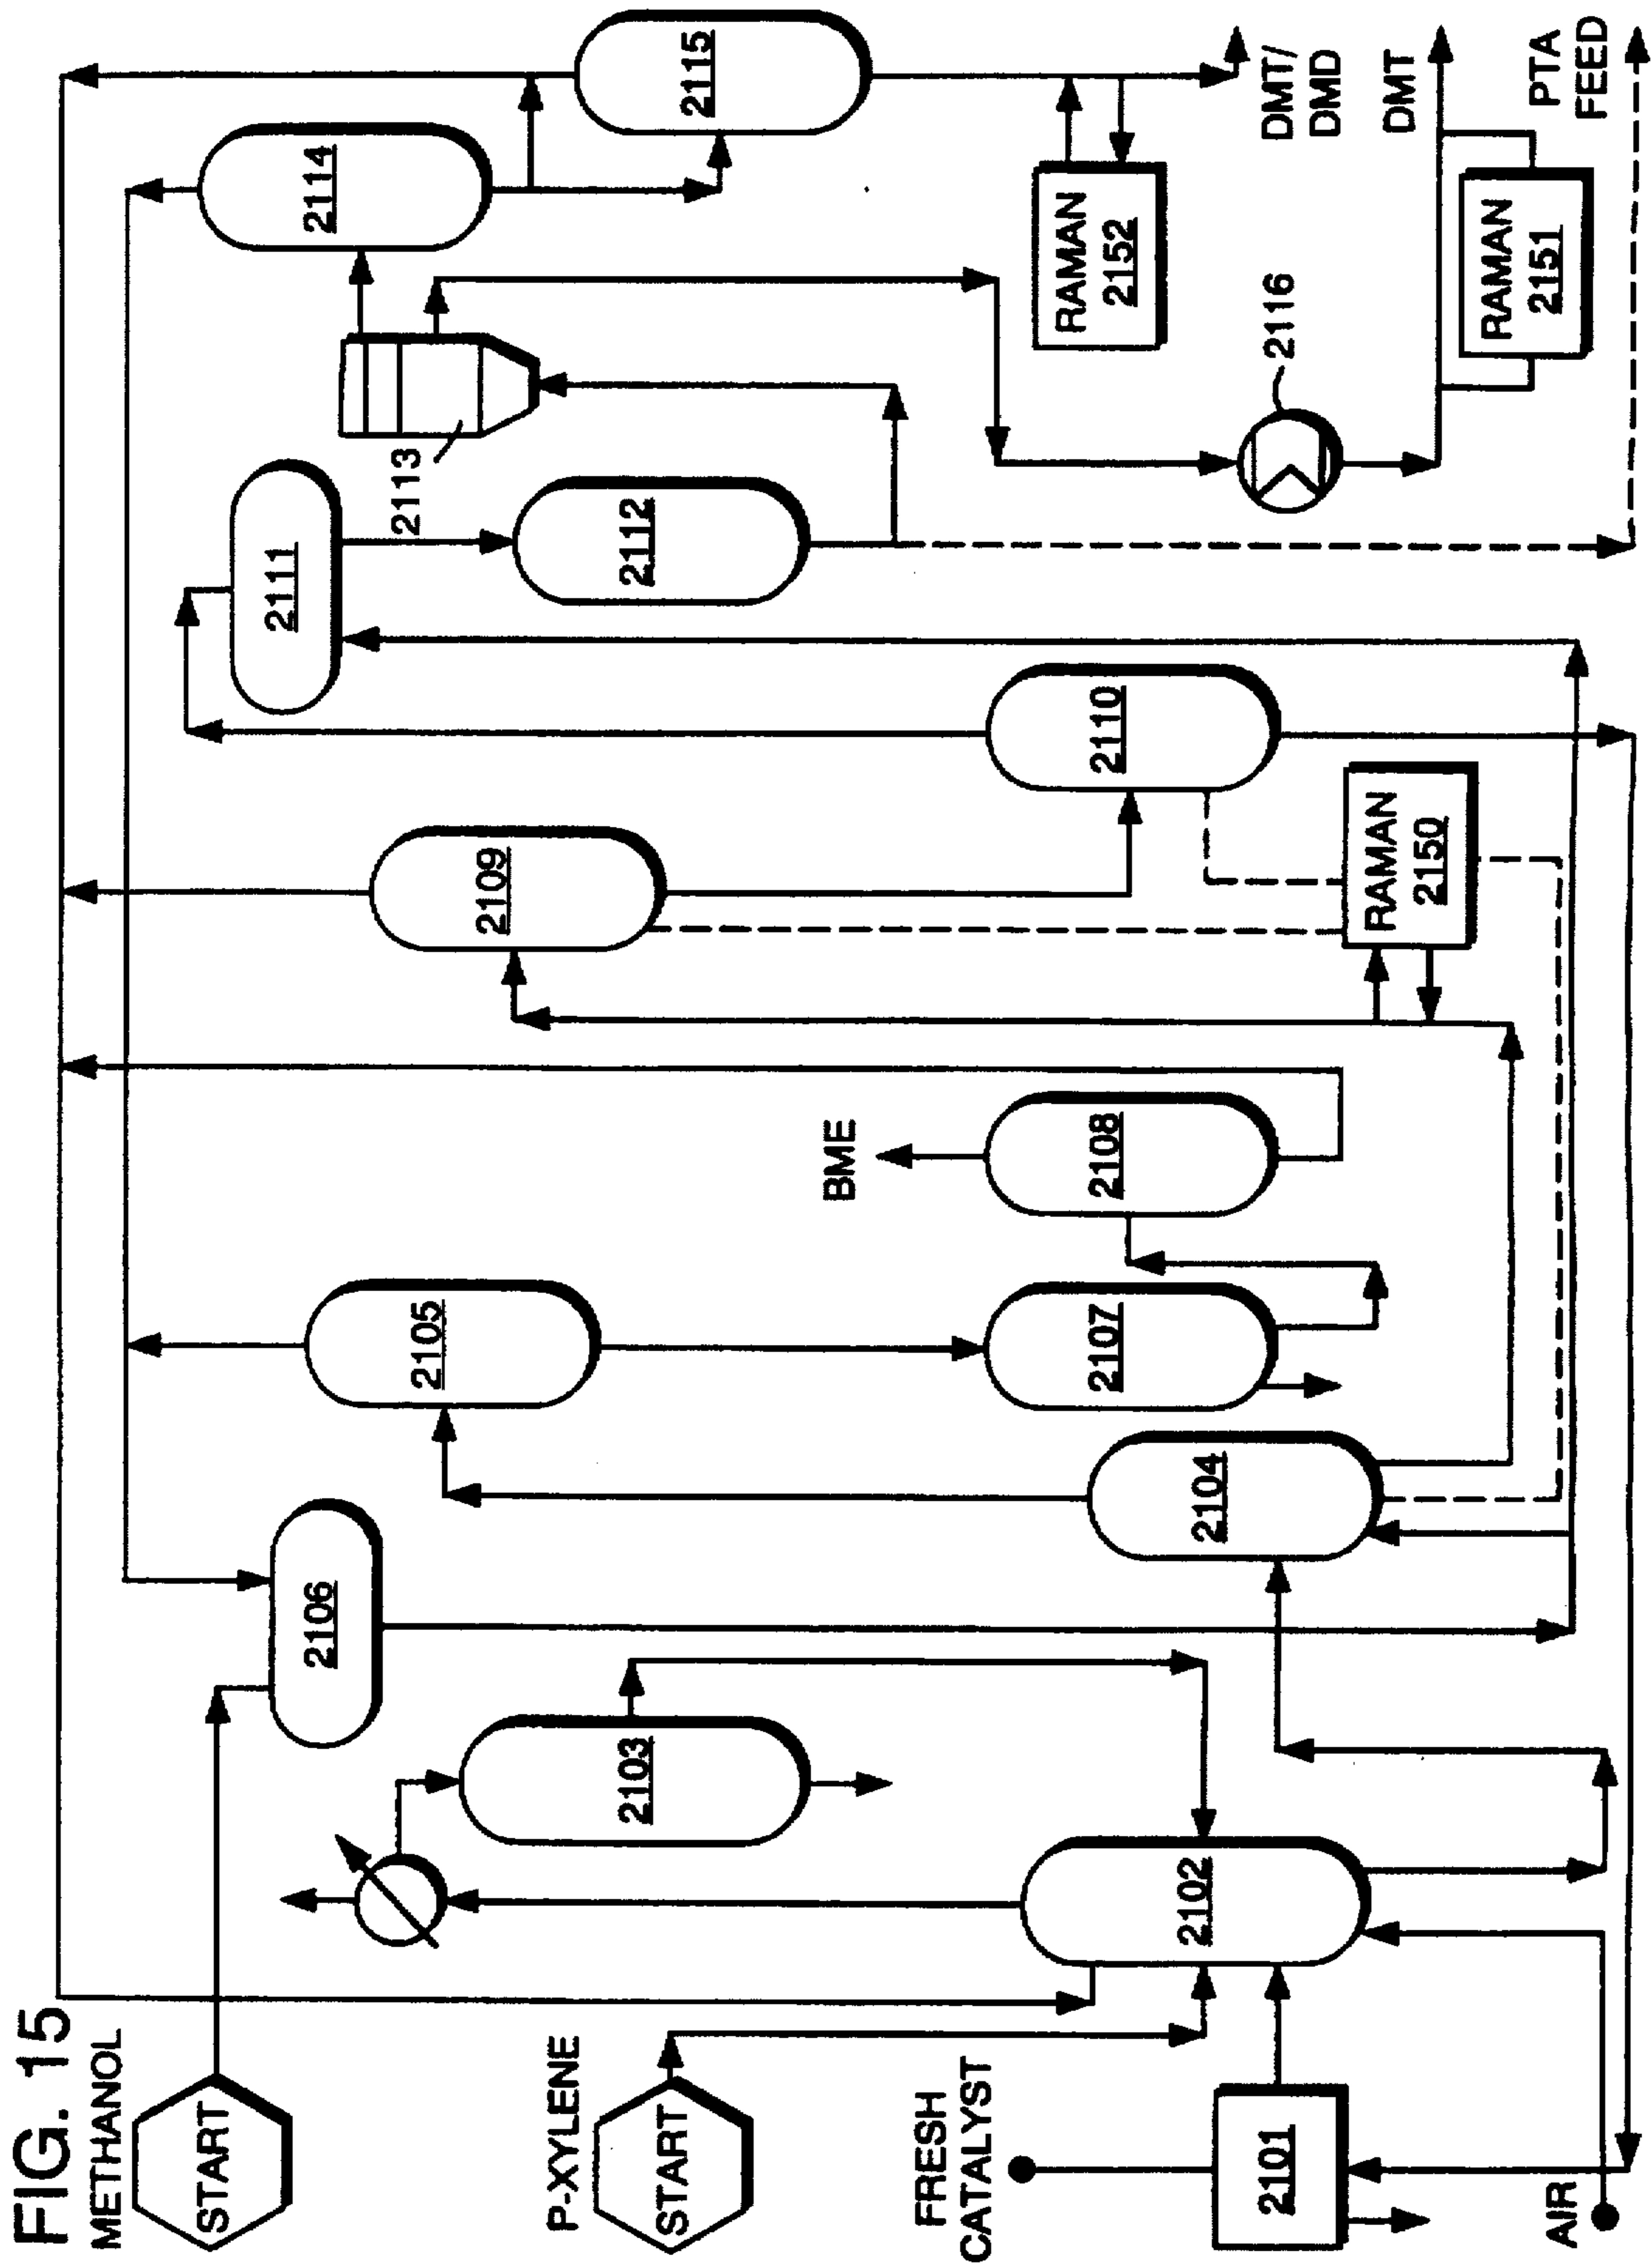 FIG. 15
METHANOL
START
P-XYLENE
START
FRESH
CATALYST
2101
AIR
2106
2103
2102
2105
2104
2107
2108
BME
2109
2110
RAMAN
2150
2111
2112
2113
2114
2115
2116
RAMAN
2152
RAMAN
2151
DMT/
DMD
DMT
PTA
FEED